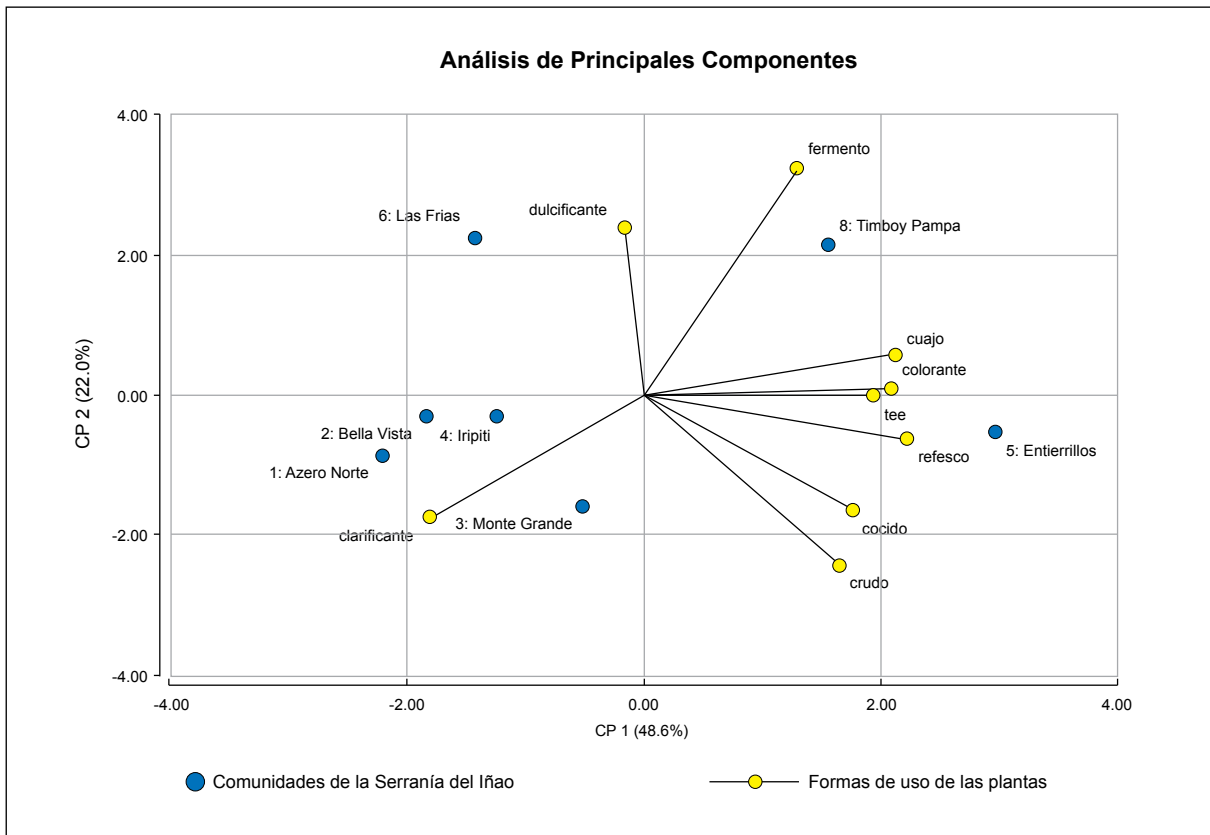 Análisis de Principales Componentes
4.00
fermento
6: Las Frias
dulcificante
8: Timboy Pampa
2.00
cuajo
colorante
CP 2 (22.0%)
0.00
tee
2: Bella Vista
4: Iripiti
refesco
5: Entierrillos
1: Azero Norte
clarificante
3: Monte Grande
cocido
-2.00
crudo
-4.00
-4.00
-2.00
0.00
2.00
4.00
CP 1 (48.6%)
Comunidades de la Serranía del Iñao
Formas de uso de las plantas